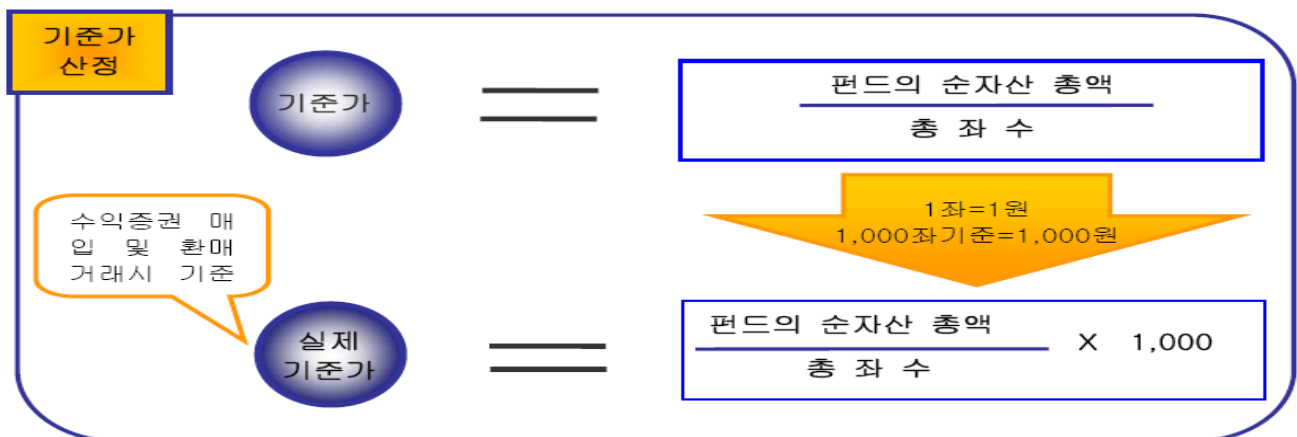 기준가
산정
기준가
펀드의 순자산 총액
총 좌 수
1좌=1원
1,000좌기준=1,000원
수익증권 매
입 및 환매
거래시 기준
실제
기준가
펀드의 순자산 총액
총 좌 수
X 1,000